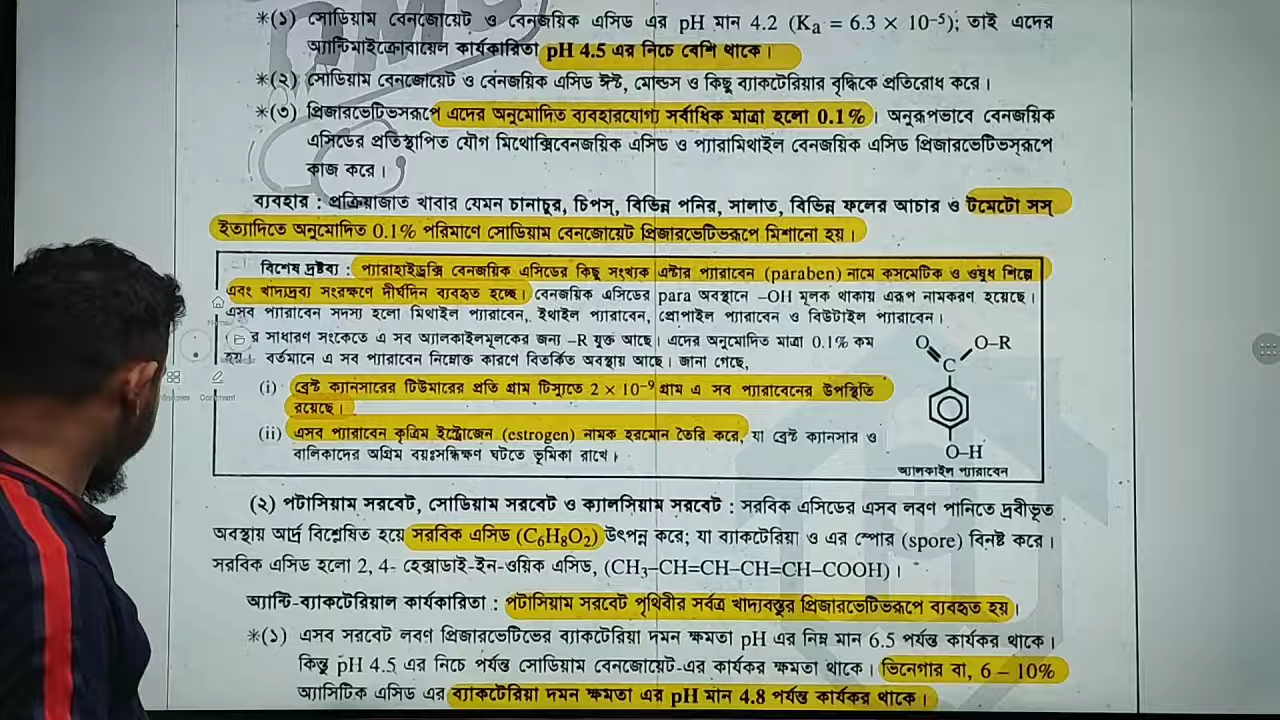 *(১) সোডিয়াম বেনজোয়েট ও বেনজয়িক এসিড এর pH মান 4.2 (Kₐ = 6.3 × 10⁻⁵); তাই এদের
অ্যান্টিমাইক্রোবায়েল কার্যকারিতা pH 4.5 এর নিচে বেশি থাকে।
*(২) সোডিয়াম বেনজোয়েট ও বেনজয়িক এসিড ঈস্ট, মোল্ডস ও কিছু ব্যাকটেরিয়ার বৃদ্ধিকে প্রতিরোধ করে।
*(৩) প্রিজারভেটিভসরূপে এদের অনুমোদিত ব্যবহারযোগ্য সর্বাধিক মাত্রা হলো 0.1%। অনুরূপভাবে বেনজয়িক
এসিডের প্রতিস্থাপিত যৌগ মিথোক্সিবেনজয়িক এসিড ও প্যারামিথাইল বেনজয়িক এসিড প্রিজারভেটিভস্‌রূপে
কাজ করে।
ব্যবহার : প্রক্রিয়াজাত খাবার যেমন চানাচুর, চিপস্, বিভিন্ন পনির, সালাত, বিভিন্ন ফলের আচার ও টমেটো সস্
ইত্যাদিতে অনুমোদিত 0.1% পরিমাণে সোডিয়াম বেনজোয়েট প্রিজারভেটিভরূপে মিশানো হয়।
বিশেষ দ্রষ্টব্য : প্যারাহাইড্রক্সি বেনজয়িক এসিডের কিছু সংখ্যক এস্টার প্যারাবেন (paraben) নামে কসমেটিক ও ওষুধ শিল্পে
এবং খাদ্যদ্রব্য সংরক্ষণে দীর্ঘদিন ব্যবহৃত হচ্ছে। বেনজয়িক এসিডের para অবস্থানে –OH মূলক থাকায় এরূপ নামকরণ হয়েছে।
এসব প্যারাবেন সদস্য হলো মিথাইল প্যারাবেন, ইথাইল প্যারাবেন, প্রোপাইল প্যারাবেন ও বিউটাইল প্যারাবেন।
র সাধারণ সংকেতে এ সব অ্যালকাইলমূলকের জন্য –R যুক্ত আছে। এদের অনুমোদিত মাত্রা 0.1% কম
হয়। বর্তমানে এ সব প্যারাবেন নিম্নোক্ত কারণে বিতর্কিত অবস্থায় আছে। জানা গেছে,
(i) ব্রেস্ট ক্যানসারের টিউমারের প্রতি গ্রাম টিস্যুতে 2 × 10⁻⁹ গ্রাম এ সব প্যারাবেনের উপস্থিতি
রয়েছে।
(ii) এসব প্যারাবেন কৃত্রিম ইস্ট্রোজেন (estrogen) নামক হরমোন তৈরি করে, যা ব্রেস্ট ক্যানসার ও
বালিকাদের অগ্রিম বয়ঃসন্ধিক্ষণ ঘটতে ভূমিকা রাখে।
O O–R
C
O–H
অ্যালকাইল প্যারাবেন
Comment
(২) পটাসিয়াম সরবেট, সোডিয়াম সরবেট ও ক্যালসিয়াম সরবেট : সরবিক এসিডের এসব লবণ পানিতে দ্রবীভূত
অবস্থায় আর্দ্র বিশ্লেষিত হয়ে সরবিক এসিড (C₆H₈O₂) উৎপন্ন করে; যা ব্যাকটেরিয়া ও এর স্পোর (spore) বিনষ্ট করে।
সরবিক এসিড হলো 2, 4- হেক্সাডাই-ইন-ওয়িক এসিড, (CH₃–CH=CH–CH=CH–COOH)।
অ্যান্টি-ব্যাকটেরিয়াল কার্যকারিতা : পটাসিয়াম সরবেট পৃথিবীর সর্বত্র খাদ্যবস্তুর প্রিজারভেটিভরূপে ব্যবহৃত হয়।
*(১) এসব সরবেট লবণ প্রিজারভেটিভের ব্যাকটেরিয়া দমন ক্ষমতা pH এর নিম্ন মান 6.5 পর্যন্ত কার্যকর থাকে।
কিন্তু pH 4.5 এর নিচে পর্যন্ত সোডিয়াম বেনজোয়েট-এর কার্যকর ক্ষমতা থাকে। ভিনেগার বা, 6 – 10%
অ্যাসিটিক এসিড এর ব্যাকটেরিয়া দমন ক্ষমতা এর pH মান 4.8 পর্যন্ত কার্যকর থাকে।